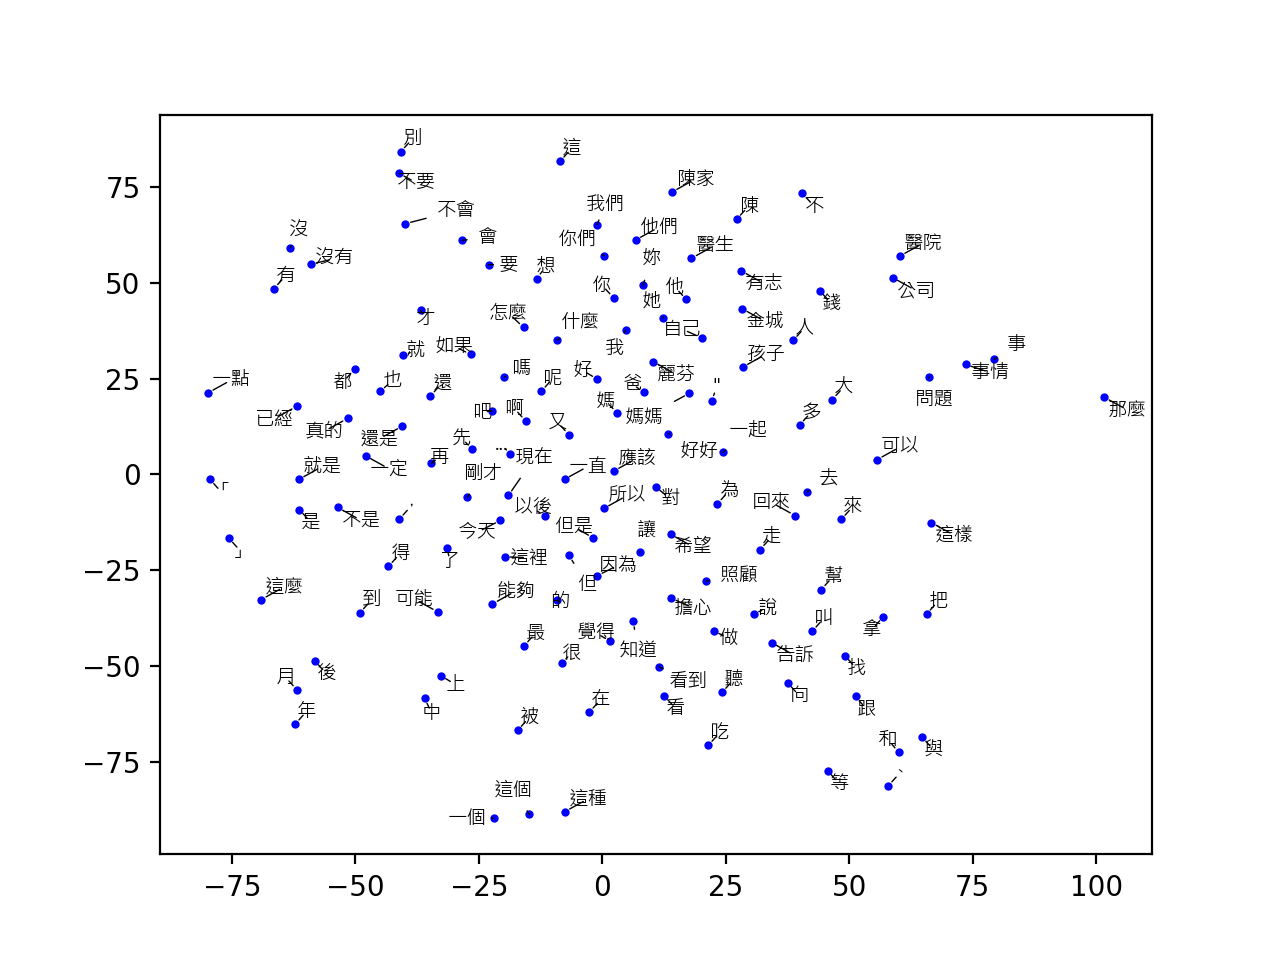 別
這
不要
陳家
不會
我們
陳
不
沒
會
你們
他們
醫生
醫院
沒有
要
想
妳
有
你
她
他
有志
公司
才
怎麼
什麼
自己
金城
錢
人
就
如果
我
孩子
事
一點
都
也
還
嗎
呢
好
爸
麗芬
"
大
事情
問題
那麼
已經
真的
還是
吧
啊
又
媽
媽媽
多
先
…
現在
一起
好好
可以
就是
一定
再
剛才
一直
應該
「
是
不是
以後
所以
對
為
回來
去
來
今天
但是
讓
希望
走
這樣
」
得
了
這裡
但
因為
照顧
幫
這麼
到
可能
能夠
的
擔心
說
叫
拿
把
最
很
覺得
知道
做
告訴
找
月
後
上
看到
聽
向
年
中
被
在
看
跟
吃
和
與
、
等
這個
一個
這種
75
50
25
0
−25
−50
−75
−75
−50
−25
0
25
50
75
100